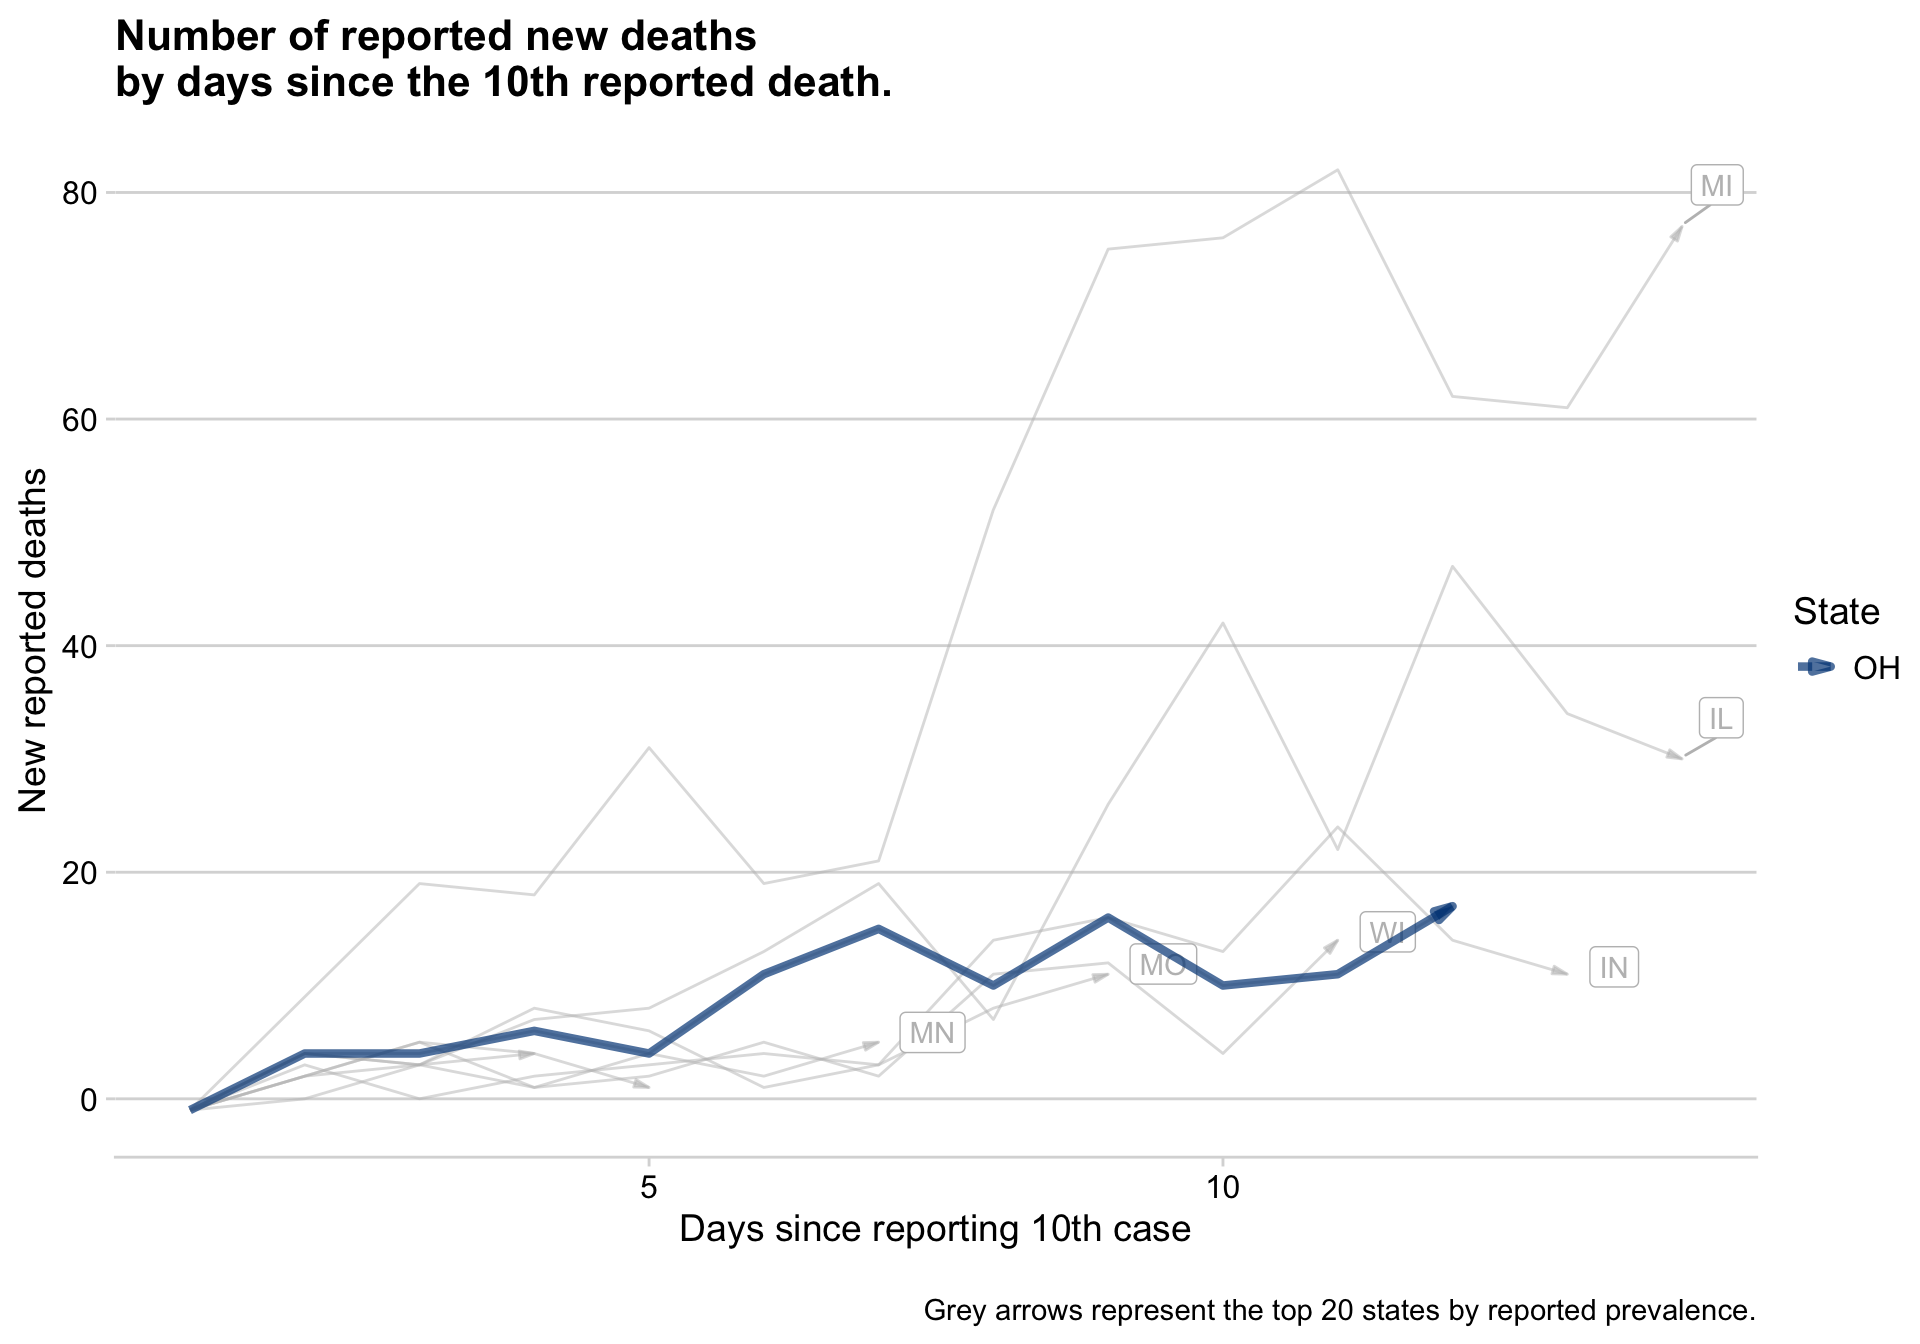 Number of reported new deaths
by days since the 10th reported death.
80
60
40
20
0
New reported deaths
MI
IL
WI
MO
IN
MN
State
OH
5
10
Days since reporting 10th case
Grey arrows represent the top 20 states by reported prevalence.